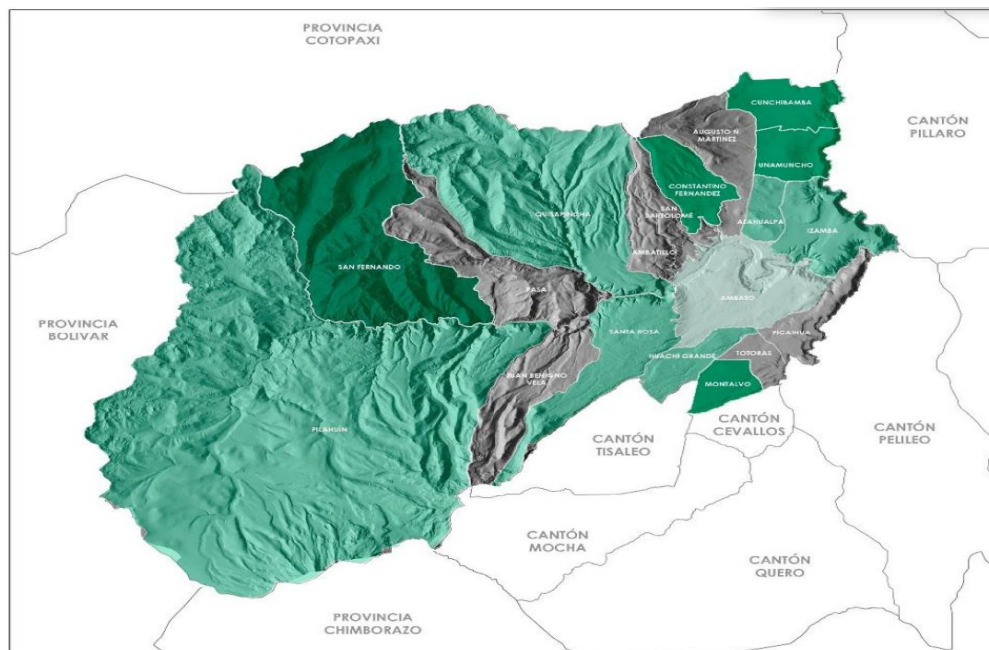 PROVINCIA
COTOPAXI
CANTÓN
PILLARO
CUNCHIBAMBA
AUGUSTO N
MARTINEZ
UNAMUNCHO
CONSTANTINO
FERNANDEZ
QUISAPINCHA
SAN
BARTOLOMÉ
ATAHUALPA
IZAMBA
AMBATILLO
SAN FERNANDO
PASA
AMBATO
PROVINCIA
BOLIVAR
SANTA ROSA
PICAIHUA
HUACHI GRANDE
TOTORAS
JUAN BENIGNO
VELA
MONTALVO
PILAHUÍN
CANTÓN
TISALEO
CANTÓN
CEVALLOS
CANTÓN
PELILEO
CANTÓN
MOCHA
CANTÓN
QUERO
PROVINCIA
CHIMBORAZO